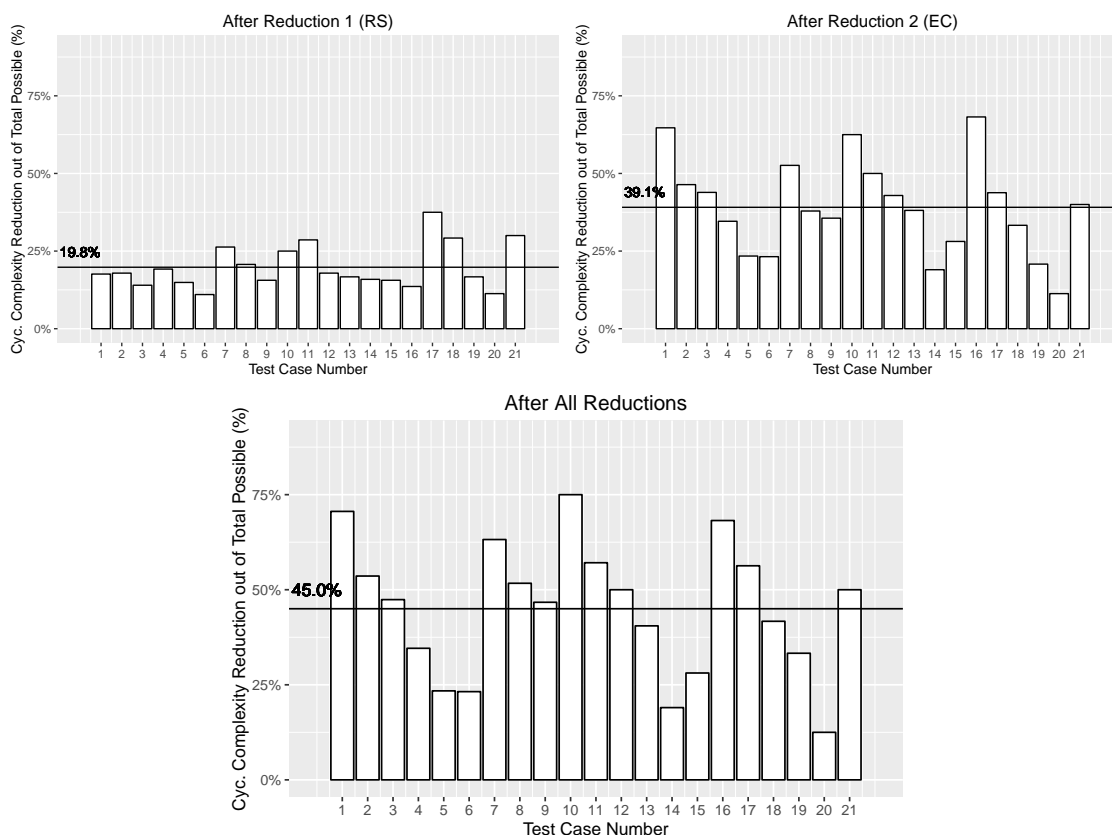 After Reduction 1 (RS)
Cyc. Complexity Reduction out of Total Possible (%)
75%
50%
25%
0%
19.8%
1 2 3 4 5 6 7 8 9 10 11 12 13 14 15 16 17 18 19 20 21
Test Case Number
After Reduction 2 (EC)
Cyc. Complexity Reduction out of Total Possible (%)
75%
50%
25%
0%
39.1%
1 2 3 4 5 6 7 8 9 10 11 12 13 14 15 16 17 18 19 20 21
Test Case Number
After All Reductions
Cyc. Complexity Reduction out of Total Possible (%)
75%
50%
25%
0%
45.0%
1 2 3 4 5 6 7 8 9 10 11 12 13 14 15 16 17 18 19 20 21
Test Case Number